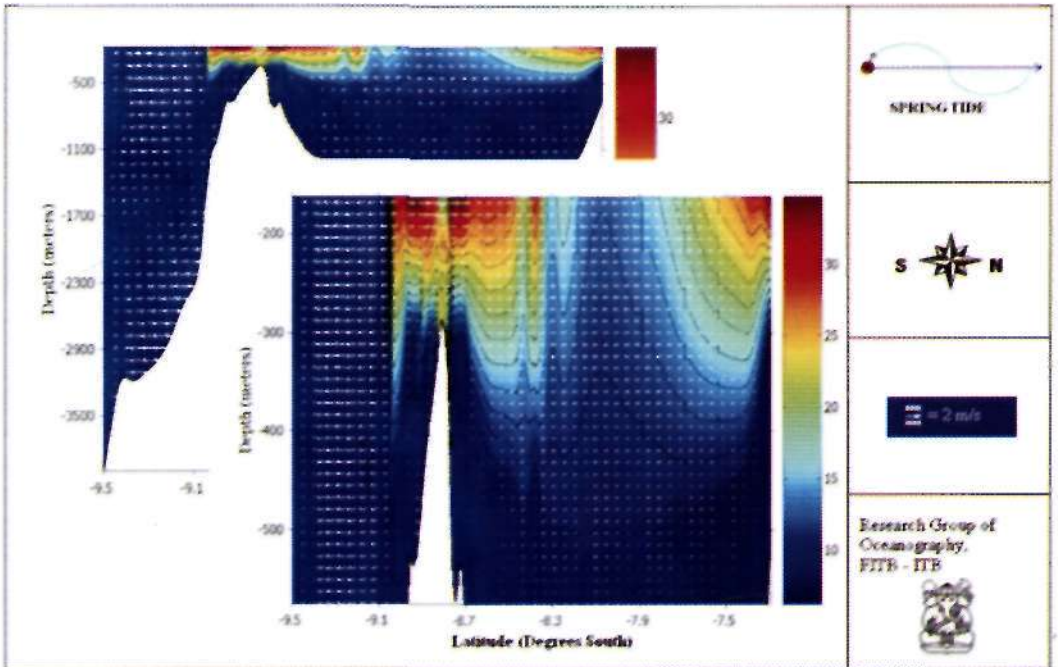 -500
-1100
-1700
-2300
-2900
-3500
Depth (meters)
-9.5
-9.1
30
-200
-300
-400
-500
Depth (meters)
-9.5
-9.1
-8.7
-8.3
-7.9
-7.5
Latitude (Degrees South)
30
25
20
15
10
SPRING TIDE
S N
= 2 m/s
Research Group of
Oceanography,
FITB - ITB